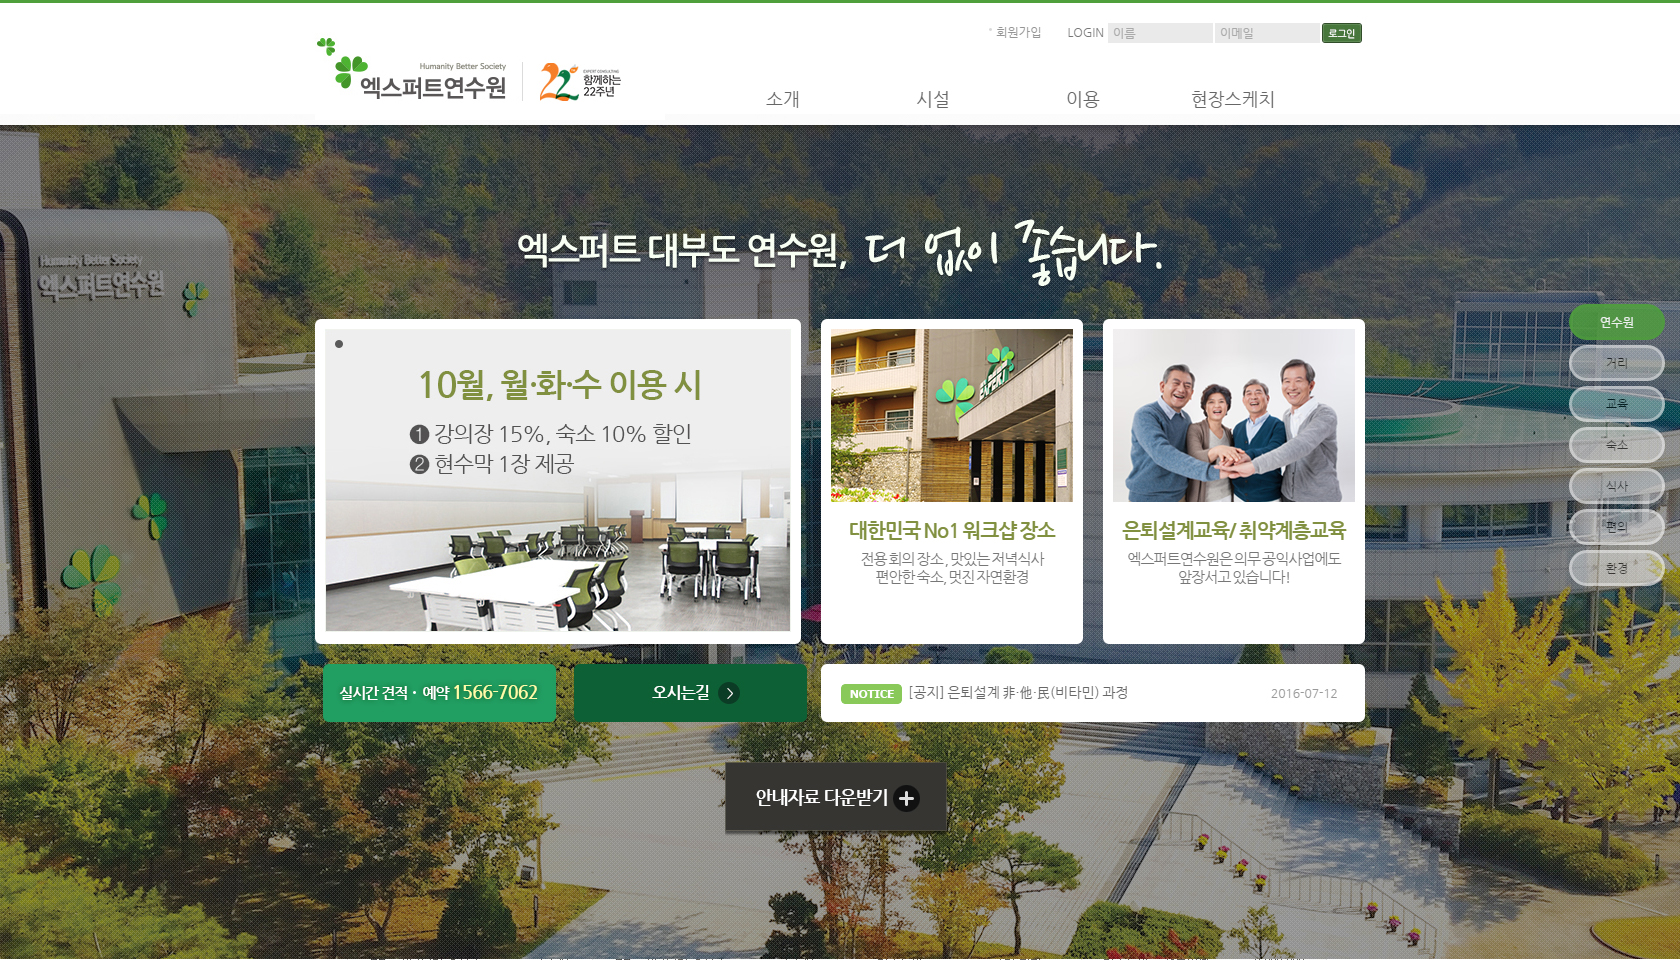 회원가입
LOGIN 이름 이메일 로그인
Humanity Better Society
엑스퍼트연수원
EXPERT CONSULTING
함께하는
22주년
소개 시설 이용 현장스케치
엑스퍼트 대부도 연수원, 더 없이 좋습니다.
Humanity Better Society
엑스퍼트연수원
10월, 월·화·수 이용 시
❶ 강의장 15%, 숙소 10% 할인
❷ 현수막 1장 제공
대한민국 No1 워크샵 장소
전용 회의 장소, 맛있는 저녁식사
편안한 숙소, 멋진 자연환경
은퇴설계교육/ 취약계층교육
엑스퍼트연수원은 의무 공익사업에도
앞장서고 있습니다!
연수원
거리
교육
숙소
식사
편의
환경
실시간 견적 · 예약 1566-7062
오시는길
NOTICE [공지] 은퇴설계 非·他·民(비타민) 과정 2016-07-12
안내자료 다운받기